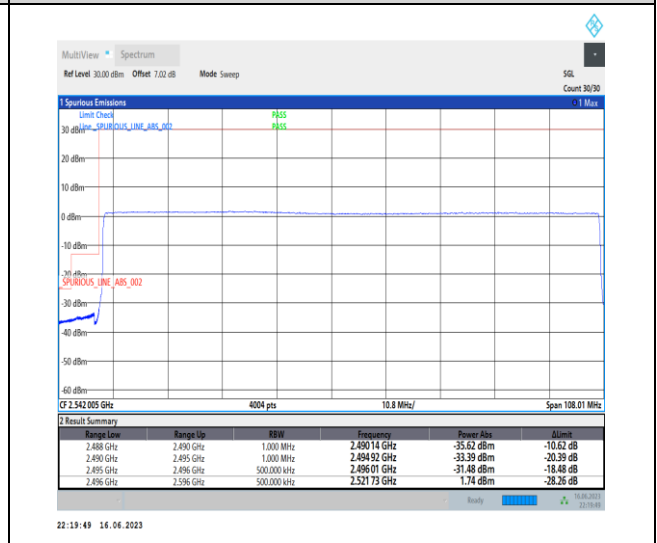 MultiView Spectrum
Ref Level 30.00 dBm Offset 7.02 dB Mode Sweep SGL
Count 30/30
1 Spurious Emissions 1 Max
Limit Check PASS
Line _SPURIOUS_LINE_ABS_002 PASS
30 dBm
20 dBm
10 dBm
0 dBm
-10 dBm
-20 dBm
_SPURIOUS_LINE_ABS_002
-30 dBm
-40 dBm
-50 dBm
-60 dBm
CF 2.542 005 GHz 4004 pts 10.8 MHz/ Span 108.01 MHz
2 Result Summary
Range Low Range Up RBW Frequency Power Abs ΔLimit
2.488 GHz 2.490 GHz 1.000 MHz 2.490 14 GHz -35.62 dBm -10.62 dB
2.490 GHz 2.495 GHz 1.000 MHz 2.494 92 GHz -33.39 dBm -20.39 dB
2.495 GHz 2.496 GHz 500.000 kHz 2.496 01 GHz -31.48 dBm -18.48 dB
2.496 GHz 2.596 GHz 500.000 kHz 2.521 73 GHz 1.74 dBm -28.26 dB
Ready 16.06.2023
22:19:49
22:19:49 16.06.2023